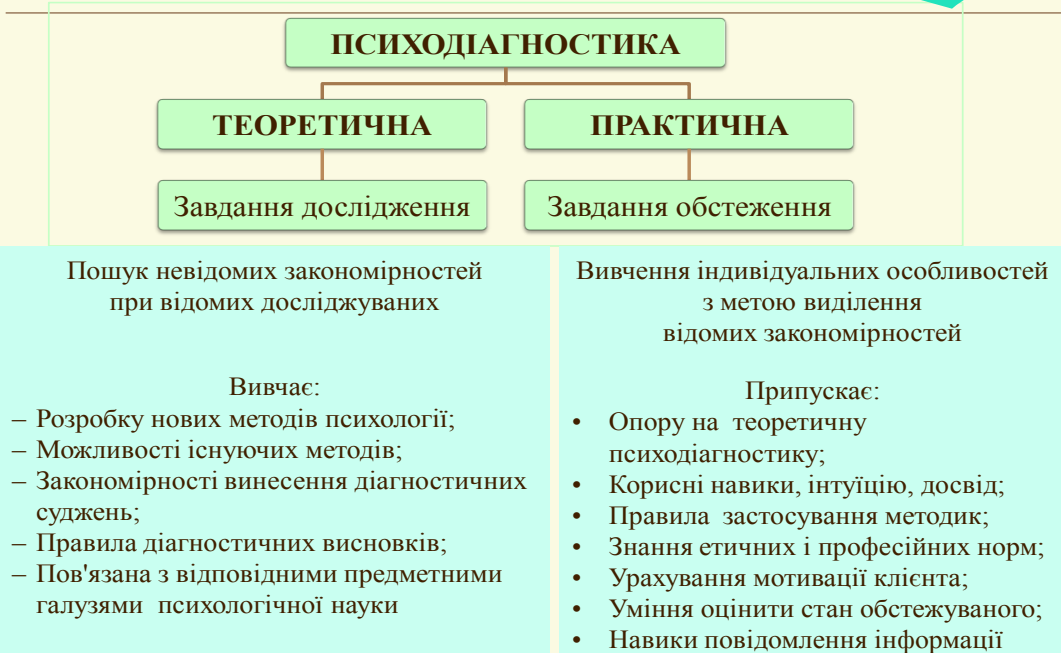 ПСИХОДІАГНОСТИКА
ТЕОРЕТИЧНА
ПРАКТИЧНА
Завдання дослідження
Завдання обстеження
Пошук невідомих закономірностей
при відомих досліджуваних
Вивчає:
– Розробку нових методів психології;
– Можливості існуючих методів;
– Закономірності винесення діагностичних
суджень;
– Правила діагностичних висновків;
– Пов'язана з відповідними предметними
галузями психологічної науки
Вивчення індивідуальних особливостей
з метою виділення
відомих закономірностей
Припускає:
• Опору на теоретичну
психодіагностику;
• Корисні навики, інтуїцію, досвід;
• Правила застосування методик;
• Знання етичних і професійних норм;
• Урахування мотивації клієнта;
• Уміння оцінити стан обстежуваного;
• Навики повідомлення інформації